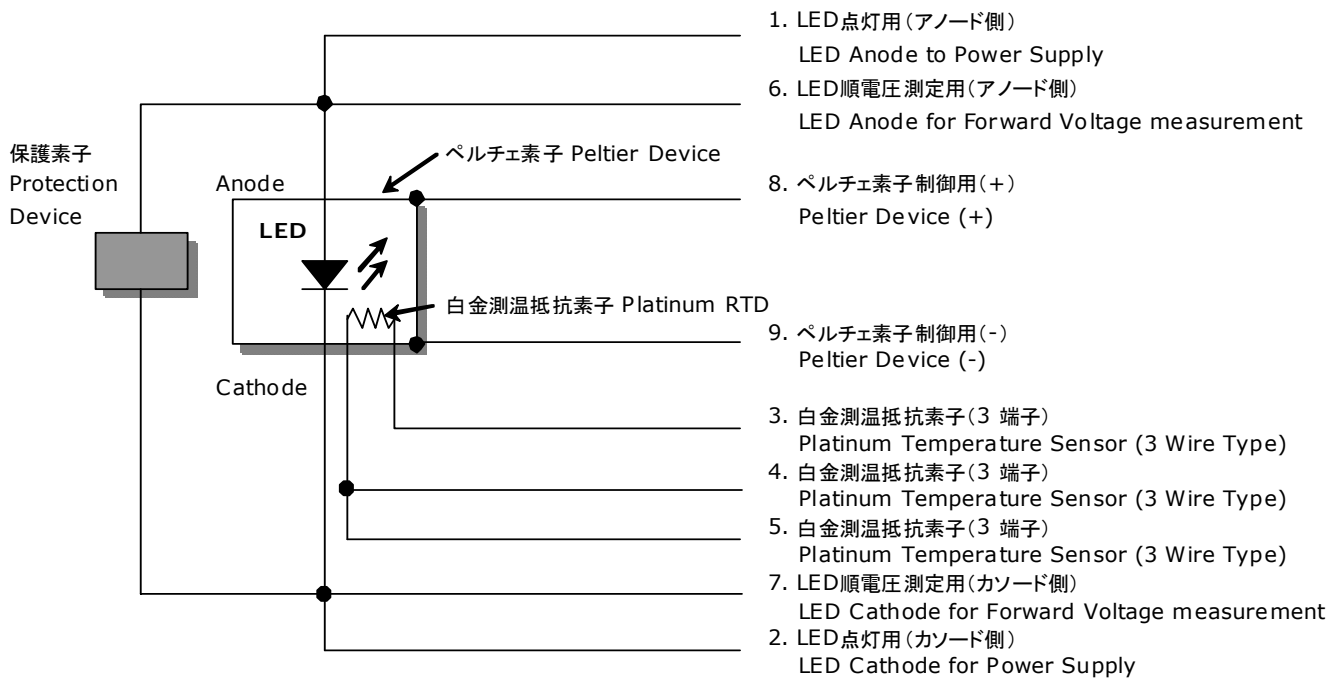 1. LED点灯用(アノード側)
LED Anode to Power Supply
6. LED順電圧測定用(アノード側)
LED Anode for Forward Voltage measurement
保護素子
Protection
Device
ペルチェ素子 Peltier Device
Anode
LED
8. ペルチェ素子制御用(+)
Peltier Device (+)
白金測温抵抗素子 Platinum RTD
9. ペルチェ素子制御用(-)
Peltier Device (-)
Cathode
3. 白金測温抵抗素子(3 端子)
Platinum Temperature Sensor (3 Wire Type)
4. 白金測温抵抗素子(3 端子)
Platinum Temperature Sensor (3 Wire Type)
5. 白金測温抵抗素子(3 端子)
Platinum Temperature Sensor (3 Wire Type)
7. LED順電圧測定用(カソード側)
LED Cathode for Forward Voltage measurement
2. LED点灯用(カソード側)
LED Cathode for Power Supply